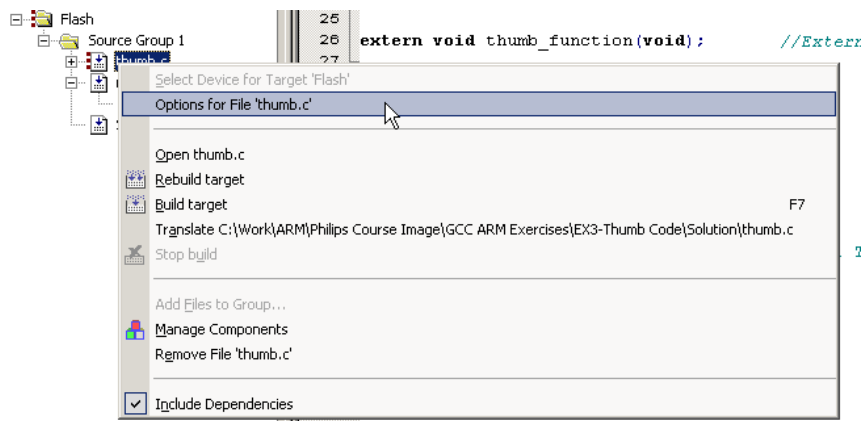 Flash
Source Group 1
thumb.c
25
26 extern void thumb_function(void); //Extern
27
Select Device for Target 'Flash'
Options for File 'thumb.c'
Open thumb.c
Rebuild target
Build target F7
Translate C:\Work\ARM\Philips Course Image\GCC ARM Exercises\EX3-Thumb Code\Solution\thumb.c
Stop build
Add Files to Group...
Manage Components
Remove File 'thumb.c'
Include Dependencies